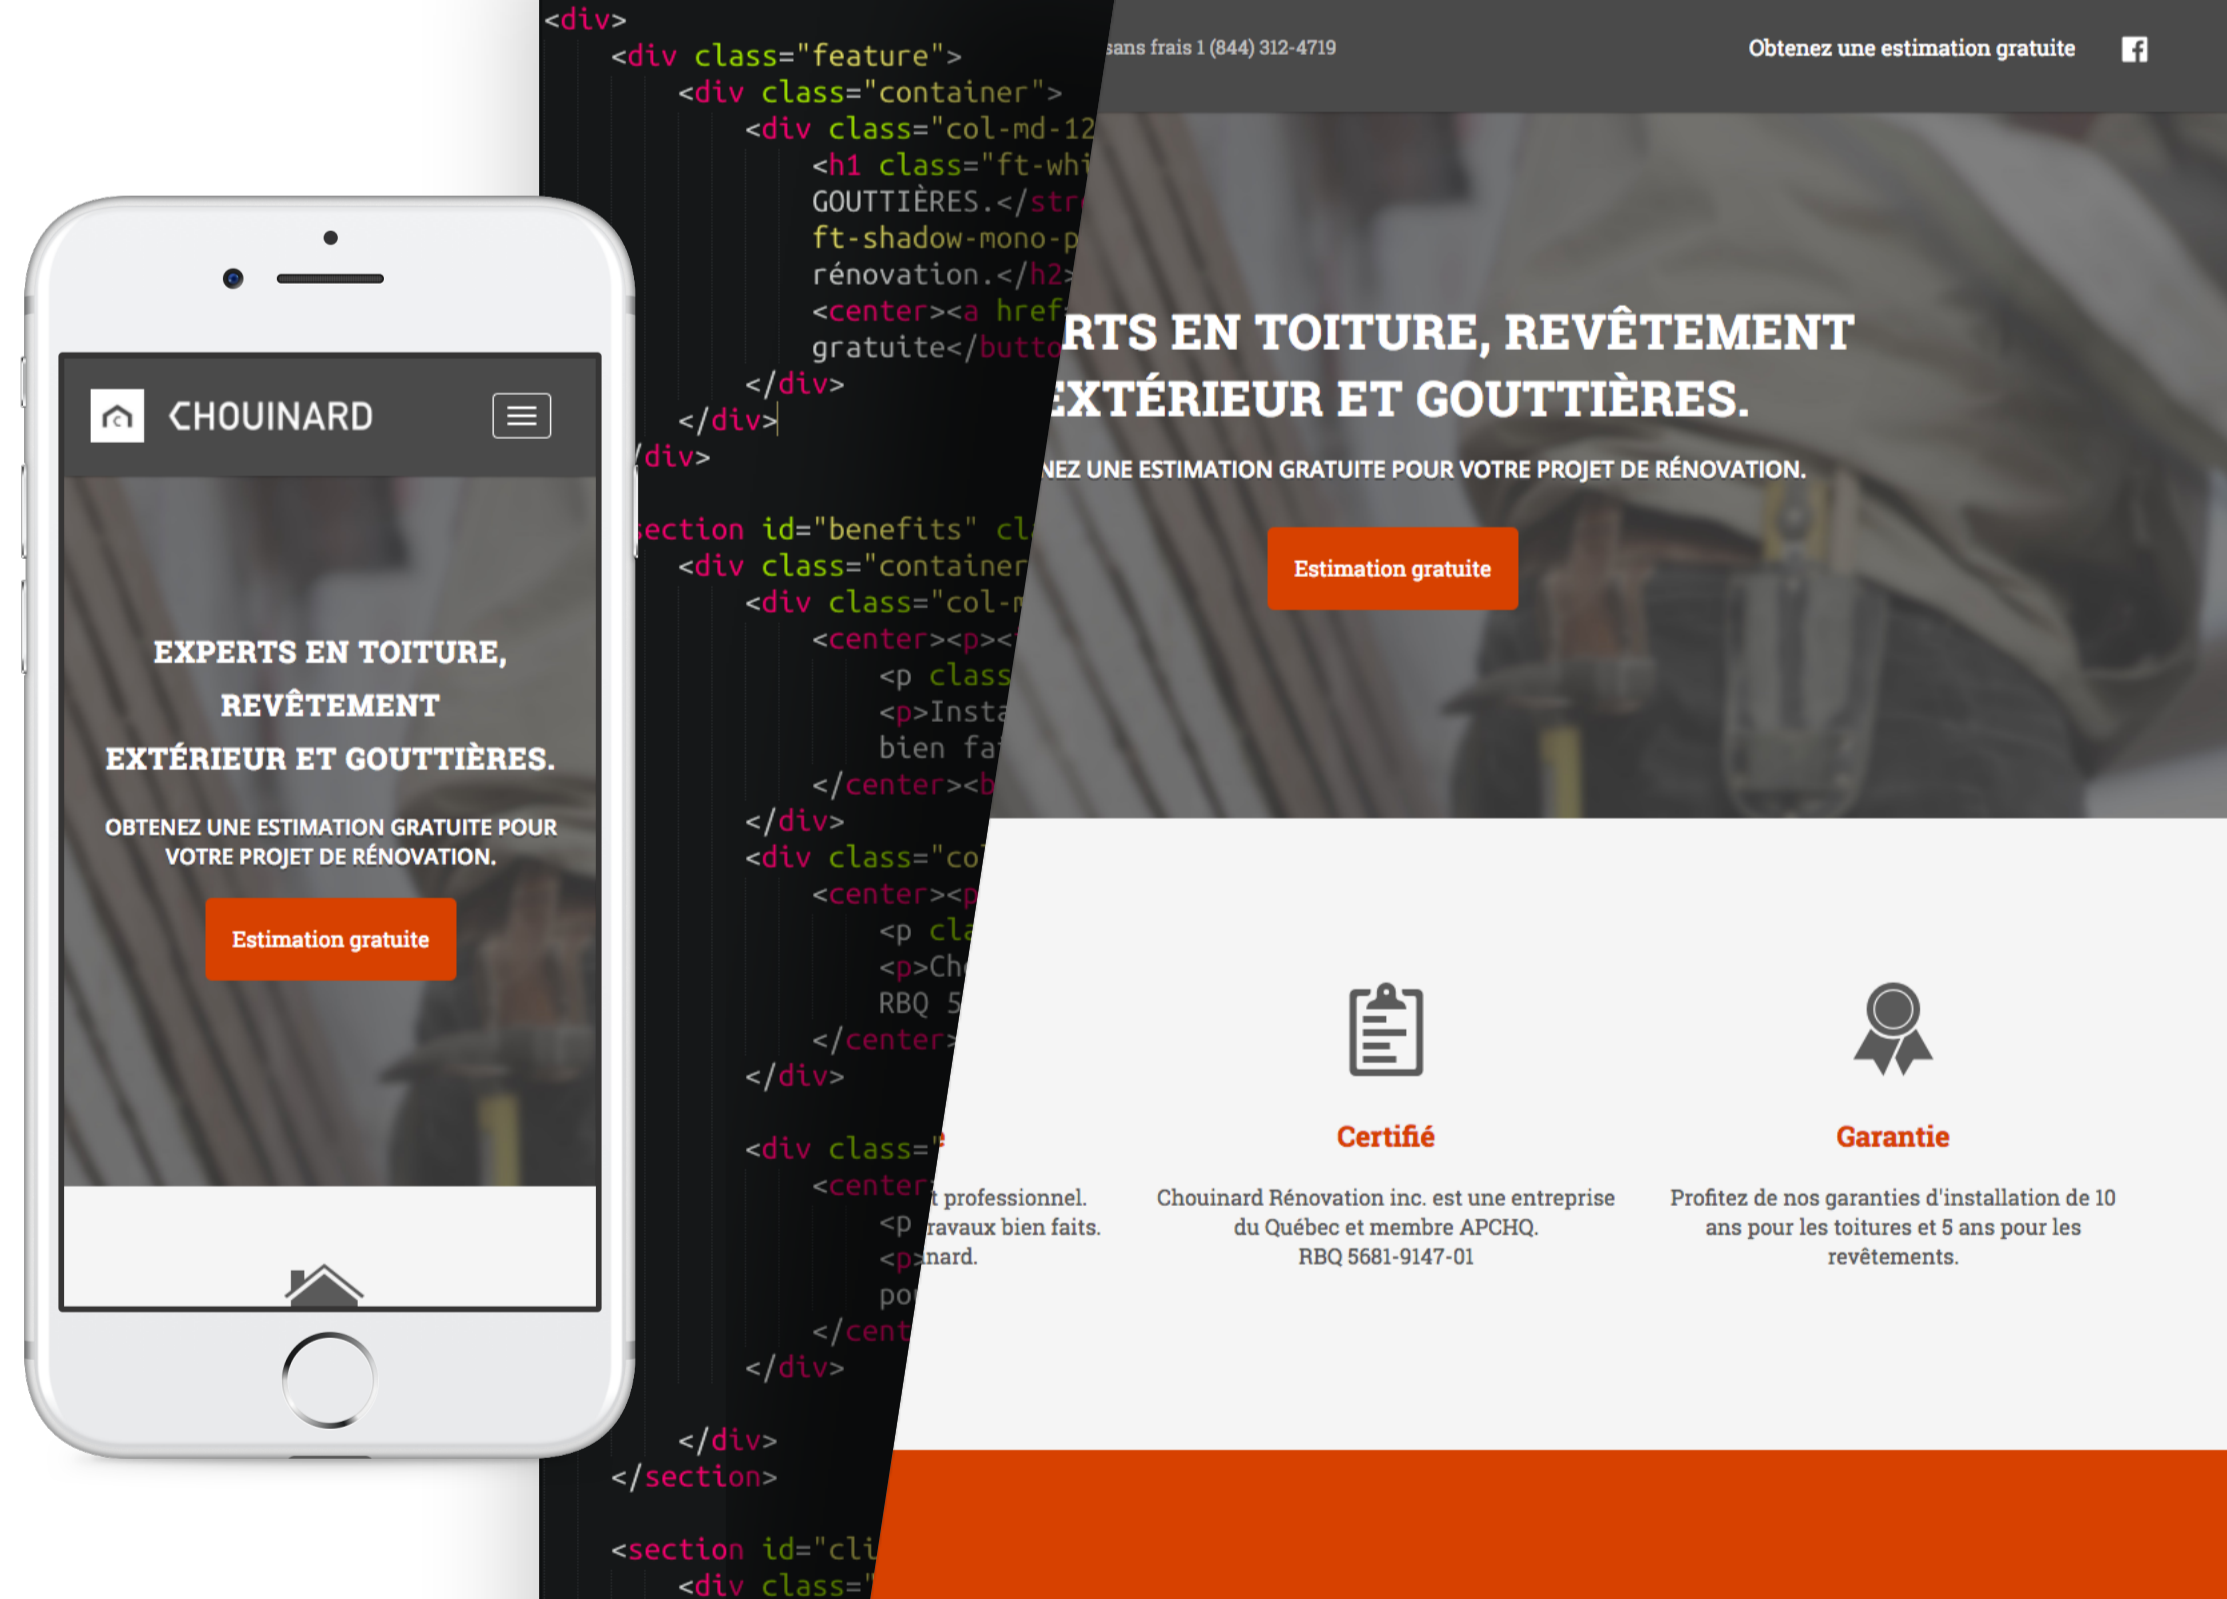 CHOUINARD
EXPERTS EN TOITURE,
REVÊTEMENT
EXTÉRIEUR ET GOUTTIÈRES.
OBTENEZ UNE ESTIMATION GRATUITE POUR
VOTRE PROJET DE RÉNOVATION.
Estimation gratuite
<div>
<div class="feature">
<div class="container">
<div class="col-md-12
<h1 class="ft-whi
GOUTTIÈRES.</str
ft-shadow-mono-p
rénovation.</h2>
<center><a href
gratuite</butto
</div>
</div>
/div>
section id="benefits" cl
<div class="container
<div class="col-m
<center><p><
<p class
<p>Insta
bien fa
</center><b
</div>
<div class="co
<center><p
<p cla
<p>Cho
RBQ 5
</center>
</div>
<div class="
<center
<p
<p>
po
</cent
</div>
</div>
</section>
<section id="cli
<div class="
sans frais 1 (844) 312-4719
Obtenez une estimation gratuite
RTS EN TOITURE, REVÊTEMENT
EXTÉRIEUR ET GOUTTIÈRES.
NEZ UNE ESTIMATION GRATUITE POUR VOTRE PROJET DE RÉNOVATION.
Estimation gratuite
t professionnel.
ravaux bien faits.
nard.
Certifié
Chouinard Rénovation inc. est une entreprise
du Québec et membre APCHQ.
RBQ 5681-9147-01
Garantie
Profitez de nos garanties d'installation de 10
ans pour les toitures et 5 ans pour les
revêtements.